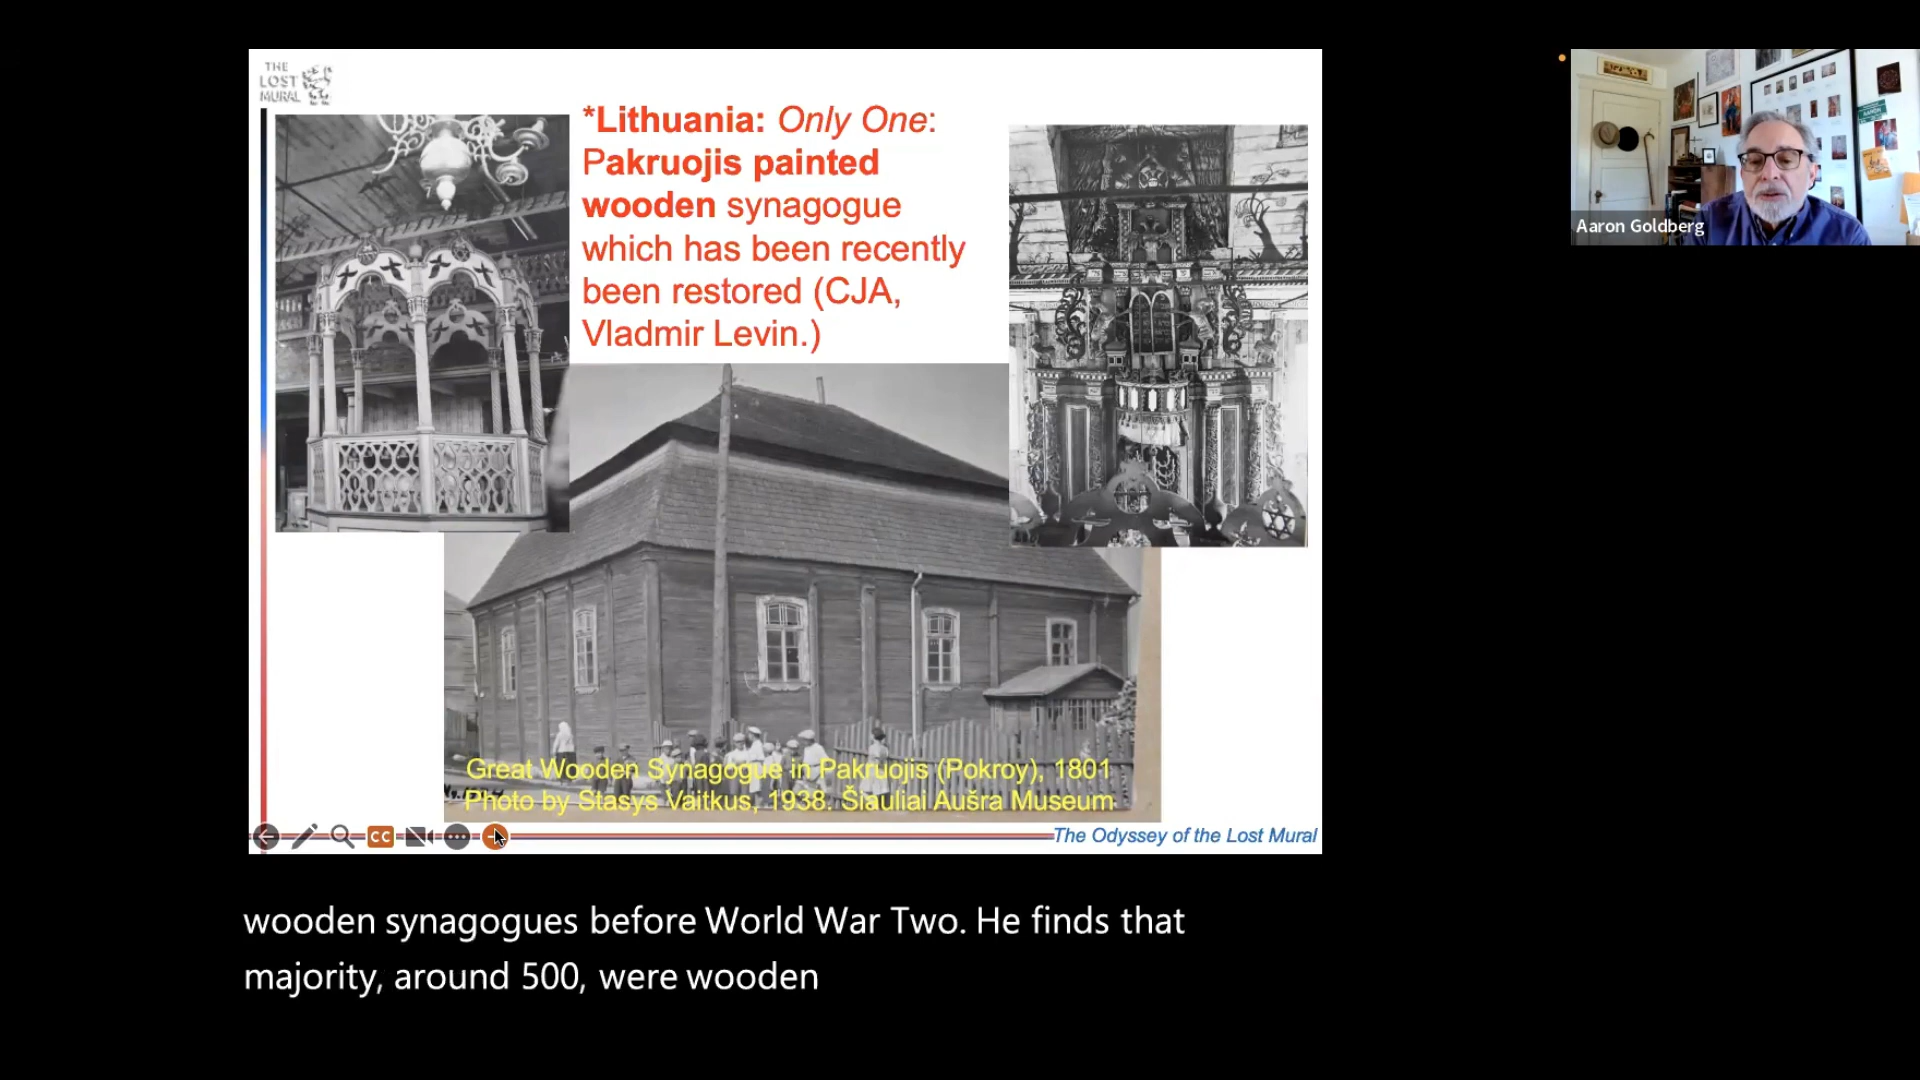 THE
LOST
MURAL
*Lithuania: Only One:
Pakruojis painted
wooden synagogue
which has been recently
been restored (CJA,
Vladmir Levin.)
Aaron Goldberg
Great Wooden Synagogue in Pakruojis (Pokroy), 1801
Photo by Stasys Vaitkus, 1938. Šiauliai Aušra Museum
CC
The Odyssey of the Lost Mural
wooden synagogues before World War Two. He finds that
majority, around 500, were wooden